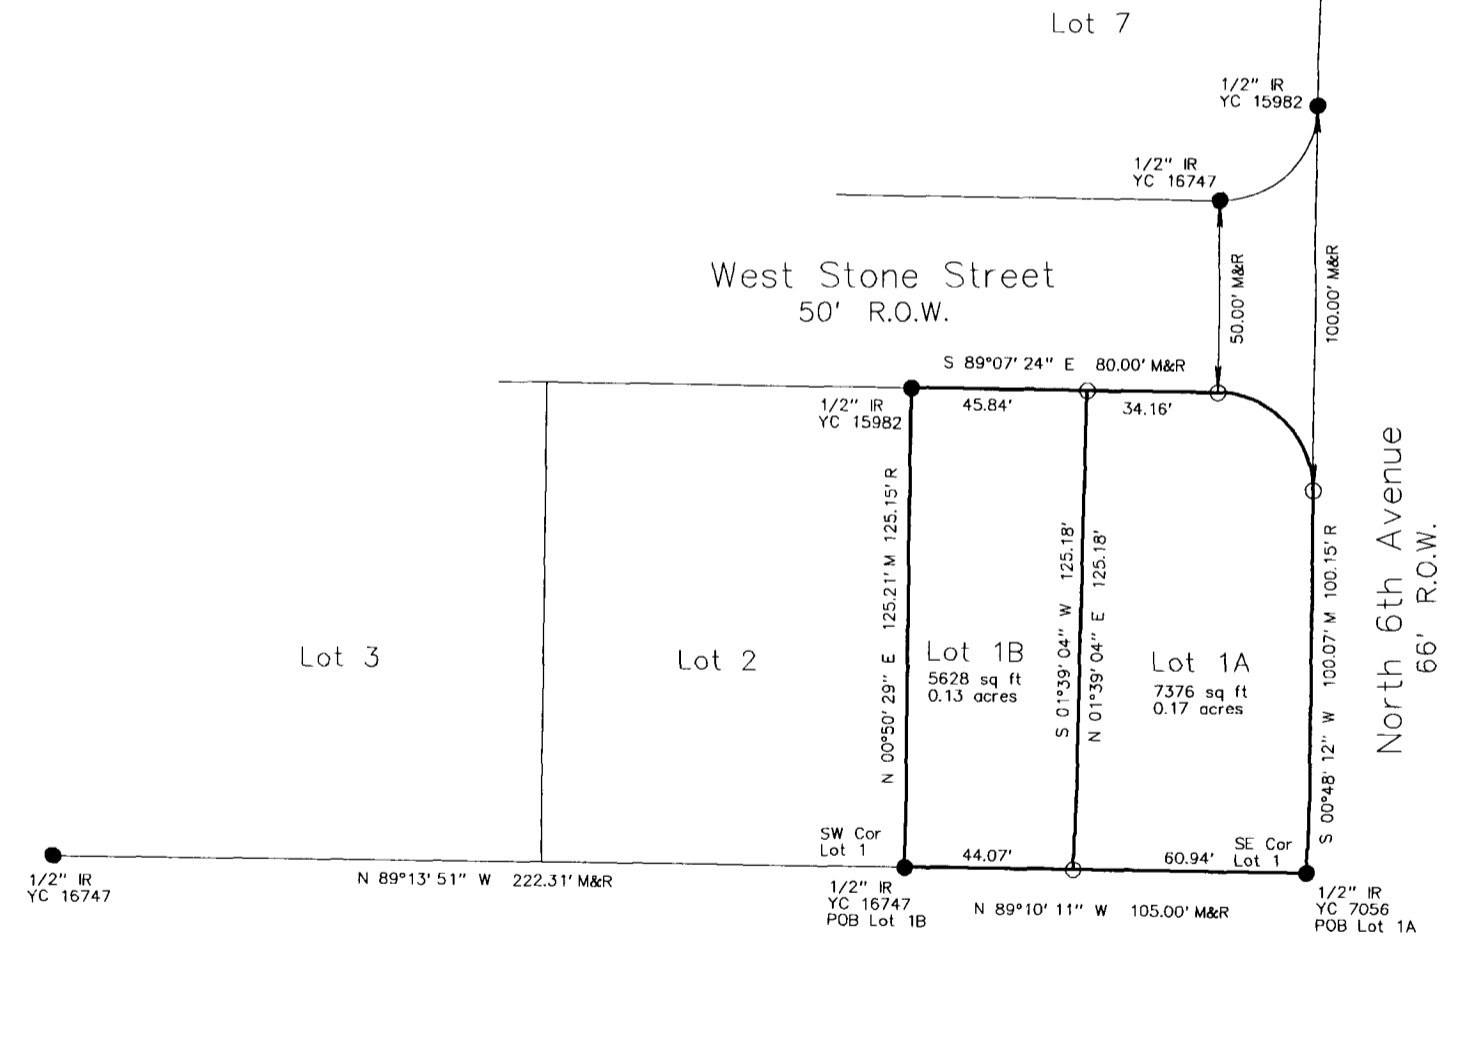 Lot 7
1/2" IR
YC 15982
1/2" IR
YC 16747
West Stone Street
50' R.O.W.
50.00' M&R
100.00' M&R
S 89°07' 24" E 80.00' M&R
45.84'
34.16'
1/2" IR
YC 15982
N 00°50' 29" E 125.21' M 125.15' R
S 01°39' 04" W 125.18'
N 01°39' 04" E 125.18'
S 00°48' 12" W 100.07' M 100.15' R
North 6th Avenue
66' R.O.W.
Lot 3
Lot 2
Lot 1B
5628 sq ft
0.13 acres
Lot 1A
7376 sq ft
0.17 acres
SW Cor
Lot 1
44.07'
60.94'
SE Cor
Lot 1
1/2" IR
YC 16747
N 89°13' 51" W 222.31' M&R
1/2" IR
YC 16747
POB Lot 1B
N 89°10' 11" W 105.00' M&R
1/2" IR
YC 7056
POB Lot 1A